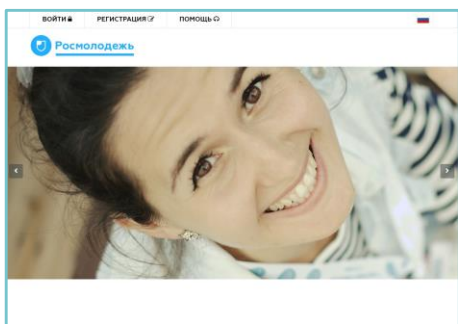 ВОЙТИ РЕГИСТРАЦИЯ ПОМОЩЬ
Росмолодежь